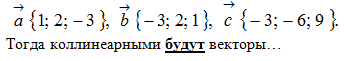 →a {1; 2; −3}, →b {−3; 2; 1}, →c {−3; −6; 9}.
Тогда коллинеарными будут векторы…